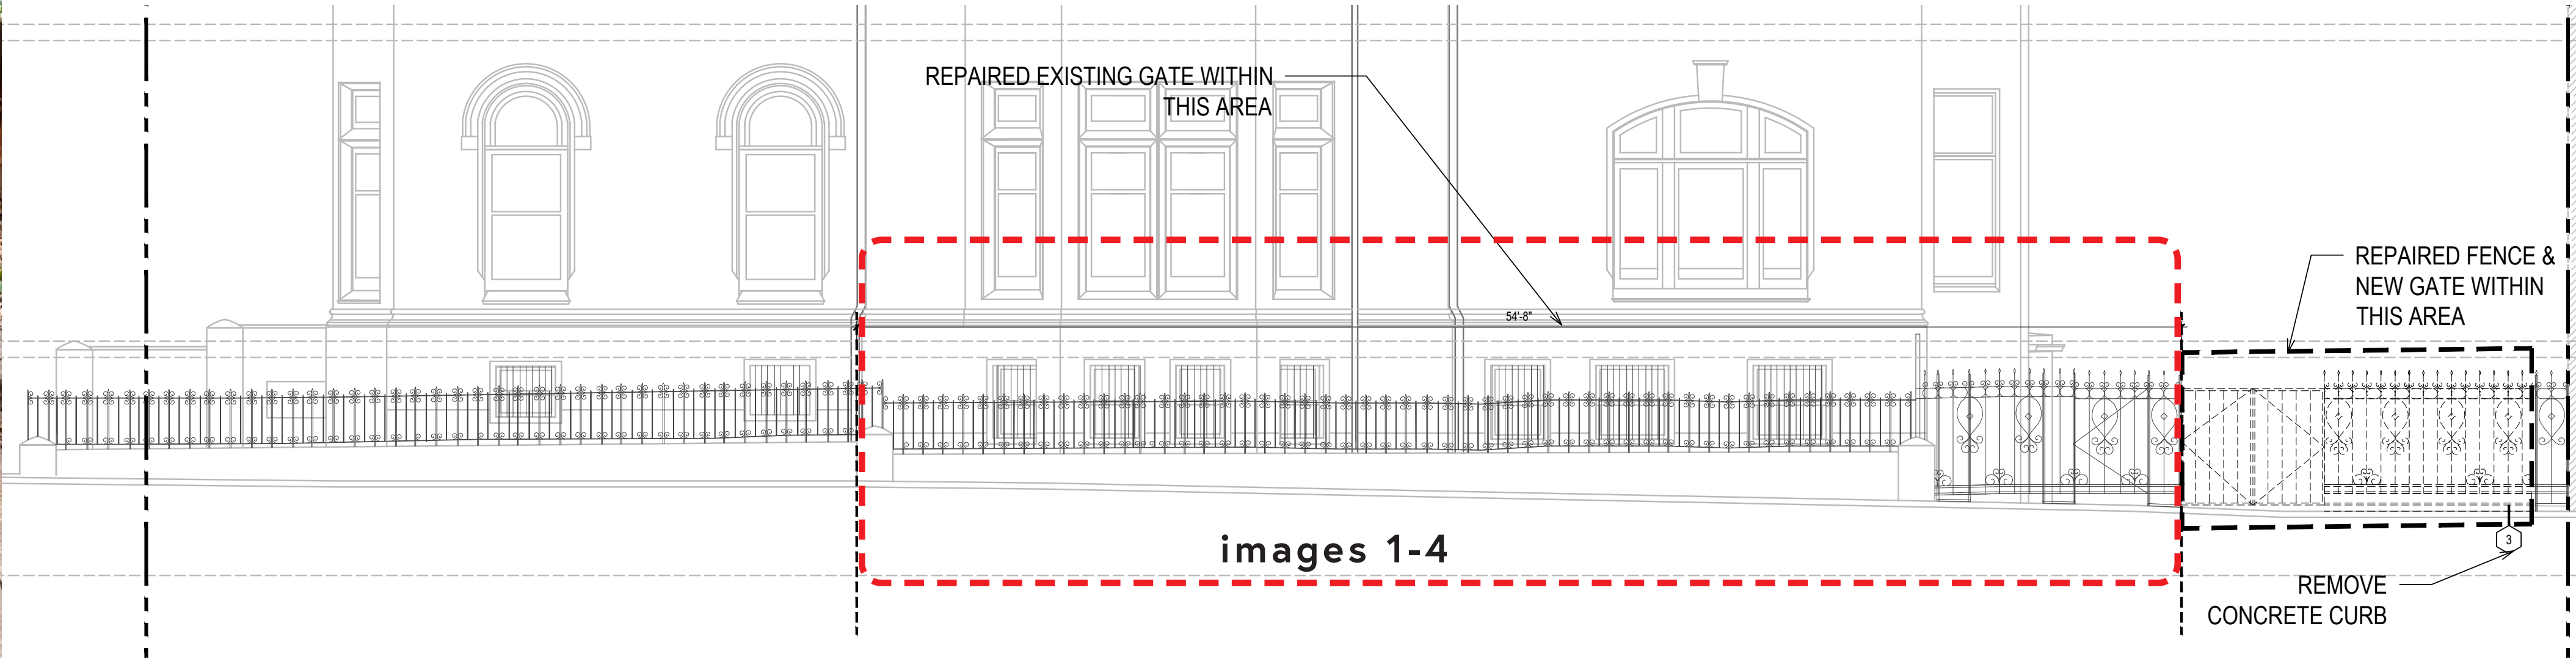 REPAIRED EXISTING GATE WITHIN
THIS AREA
54'-8"
REPAIRED FENCE &
NEW GATE WITHIN
THIS AREA
images 1-4
3
REMOVE
CONCRETE CURB